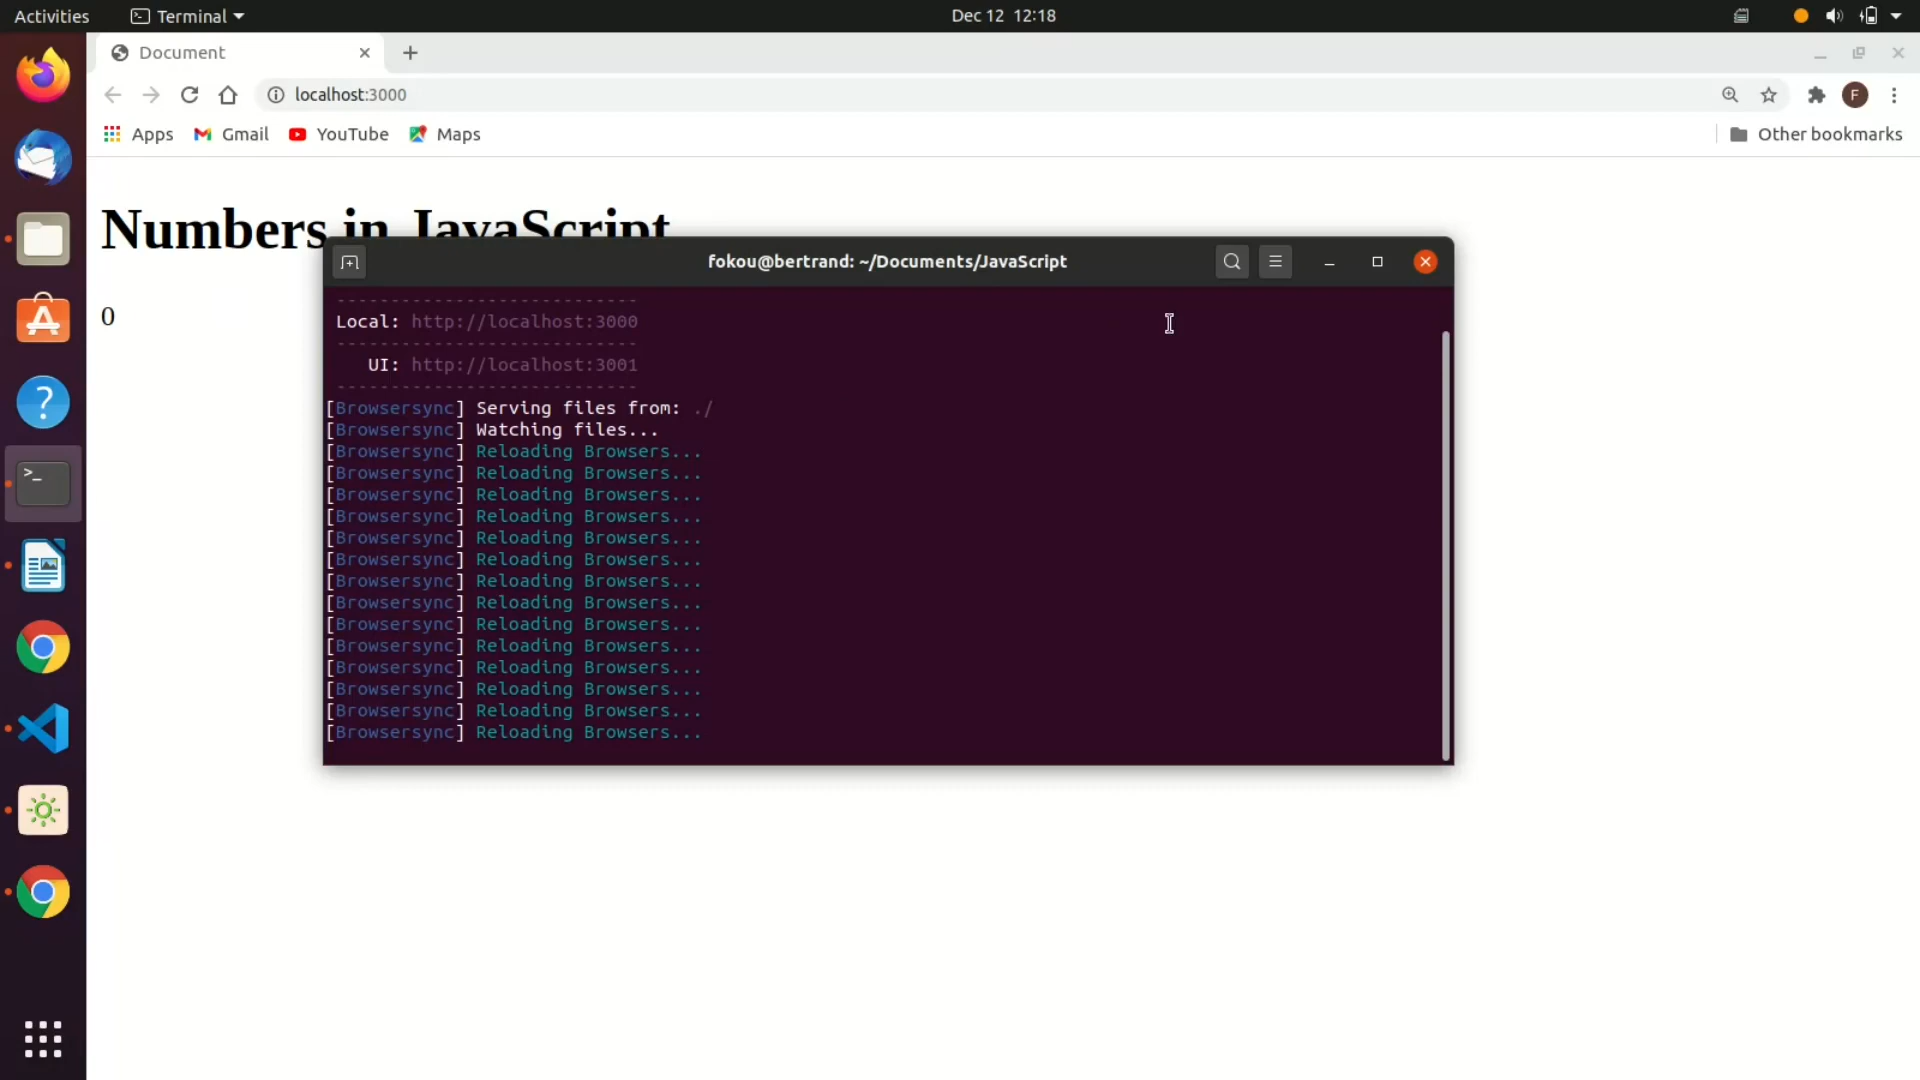 Activities Terminal Dec 12 12:18
Document
localhost:3000 F
Apps Gmail YouTube Maps Other bookmarks
Numbers in JavaScript
0
fokou@bertrand: ~/Documents/JavaScript
-----------------------------
Local: http://localhost:3000
-----------------------------
UI: http://localhost:3001
-----------------------------
[Browsersync] Serving files from: ./
[Browsersync] Watching files...
[Browsersync] Reloading Browsers...
[Browsersync] Reloading Browsers...
[Browsersync] Reloading Browsers...
[Browsersync] Reloading Browsers...
[Browsersync] Reloading Browsers...
[Browsersync] Reloading Browsers...
[Browsersync] Reloading Browsers...
[Browsersync] Reloading Browsers...
[Browsersync] Reloading Browsers...
[Browsersync] Reloading Browsers...
[Browsersync] Reloading Browsers...
[Browsersync] Reloading Browsers...
[Browsersync] Reloading Browsers...
[Browsersync] Reloading Browsers...